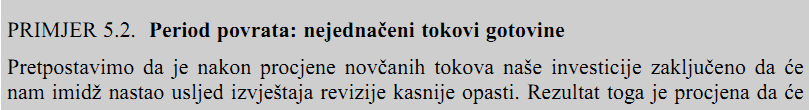 PRIMJER 5.2. Period povrata: nejednačeni tokovi gotovine
Pretpostavimo da je nakon procjene novčanih tokova naše investicije zaključeno da će
nam imidž nastao usljed izvještaja revizije kasnije opasti. Rezultat toga je procjena da će